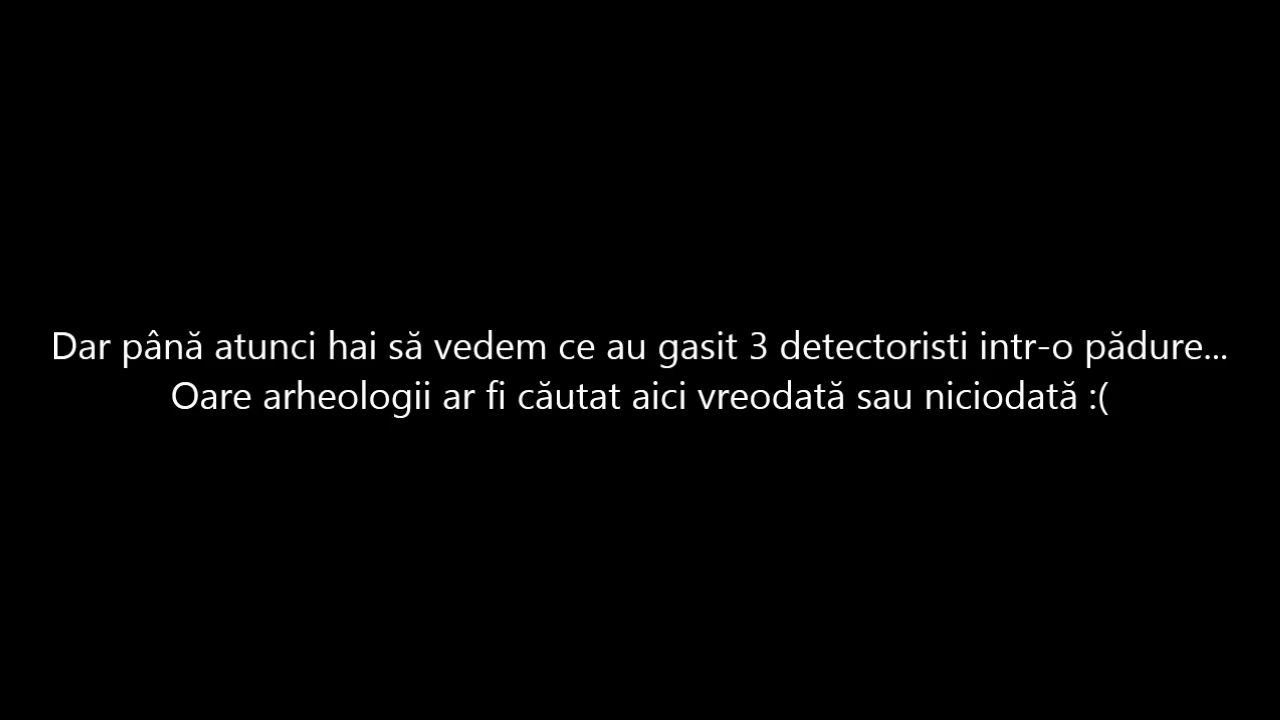 Dar până atunci hai să vedem ce au gasit 3 detectoristi intr-o pădure...
Oare arheologii ar fi căutat aici vreodată sau niciodată :(